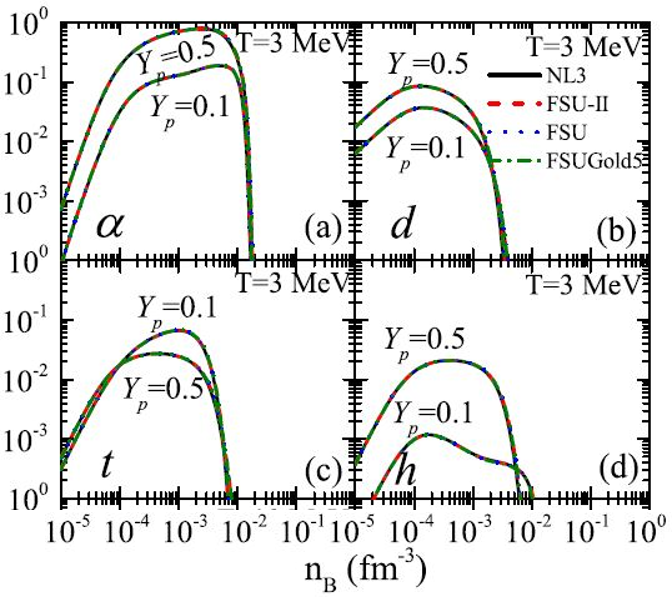 10^0
10^-1
10^-2
10^-3
10^0
10^-1
10^-2
10^-3
10^0
T=3 MeV
Y_p=0.5
Y_p=0.1
α
(a)
T=3 MeV
Y_p=0.5
Y_p=0.1
NL3
FSU-II
FSU
FSUGold5
d
(b)
T=3 MeV
Y_p=0.1
Y_p=0.5
t
(c)
T=3 MeV
Y_p=0.5
Y_p=0.1
h
(d)
10^-5 10^-4 10^-3 10^-2 10^-1 10^-5 10^-4 10^-3 10^-2 10^-1 10^0
n_B (fm^-3)